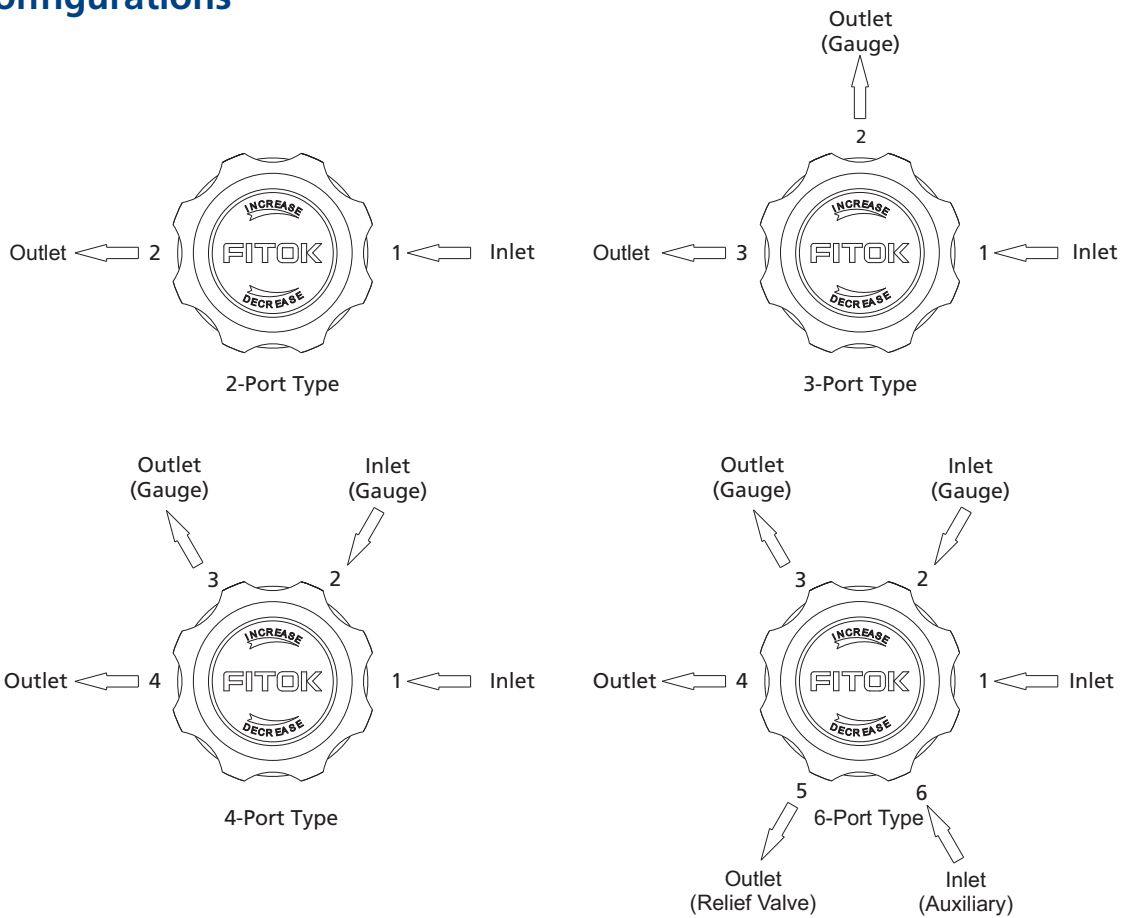 onfigurations
Outlet
(Gauge)
2
INCREASE
FITOK
DECREASE
Outlet
2
1
Inlet
2-Port Type
INCREASE
FITOK
DECREASE
Outlet
3
1
Inlet
3-Port Type
Outlet
(Gauge)
Inlet
(Gauge)
3
2
INCREASE
FITOK
DECREASE
Outlet
4
1
Inlet
4-Port Type
Outlet
(Gauge)
Inlet
(Gauge)
3
2
INCREASE
FITOK
DECREASE
Outlet
4
1
Inlet
5
6
6-Port Type
Outlet
(Relief Valve)
Inlet
(Auxiliary)